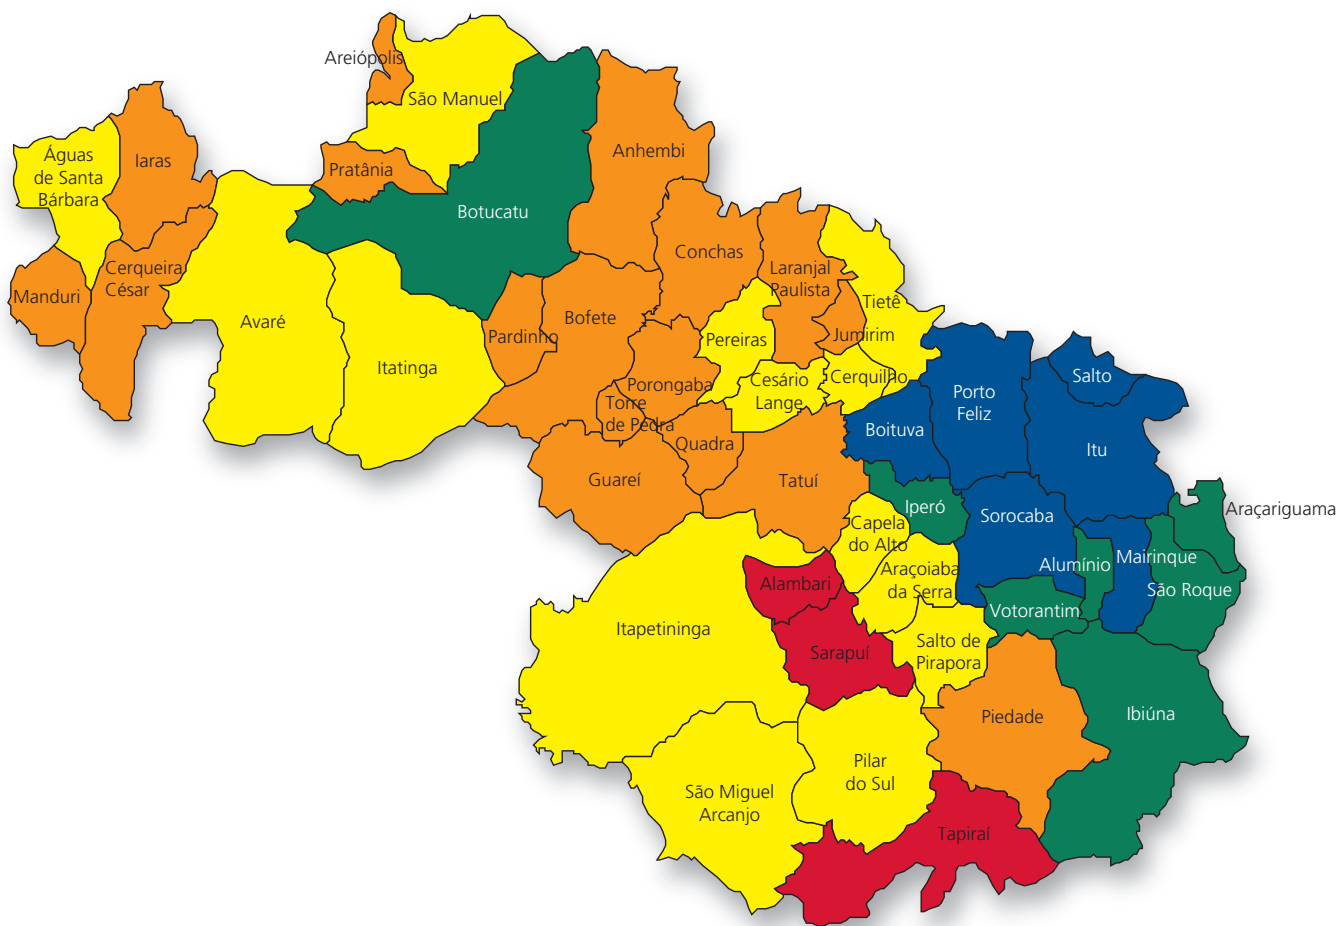 Areiópolis
São Manuel
Águas
de Santa
Bárbara
Iaras
Pratânia
Anhembi
Botucatu
Conchas
Cerqueira
César
Manduri
Laranjal
Paulista
Tietê
Avaré
Bofete
Pardinho
Pereiras
Jumirim
Itatinga
Porongaba
Cesário
Lange
Cerquilho
Salto
Porto
Feliz
Torre
de Pedra
Boituva
Quadra
Itu
Guareí
Tatuí
Iperó
Sorocaba
Araçariguama
Capela
do Alto
Alumínio
Mairinque
Araçoiaba
da Serra
Alambari
São Roque
Votorantim
Itapetininga
Sarapuí
Salto de
Pirapora
Piedade
Ibiúna
Pilar
do Sul
São Miguel
Arcanjo
Tapiraí